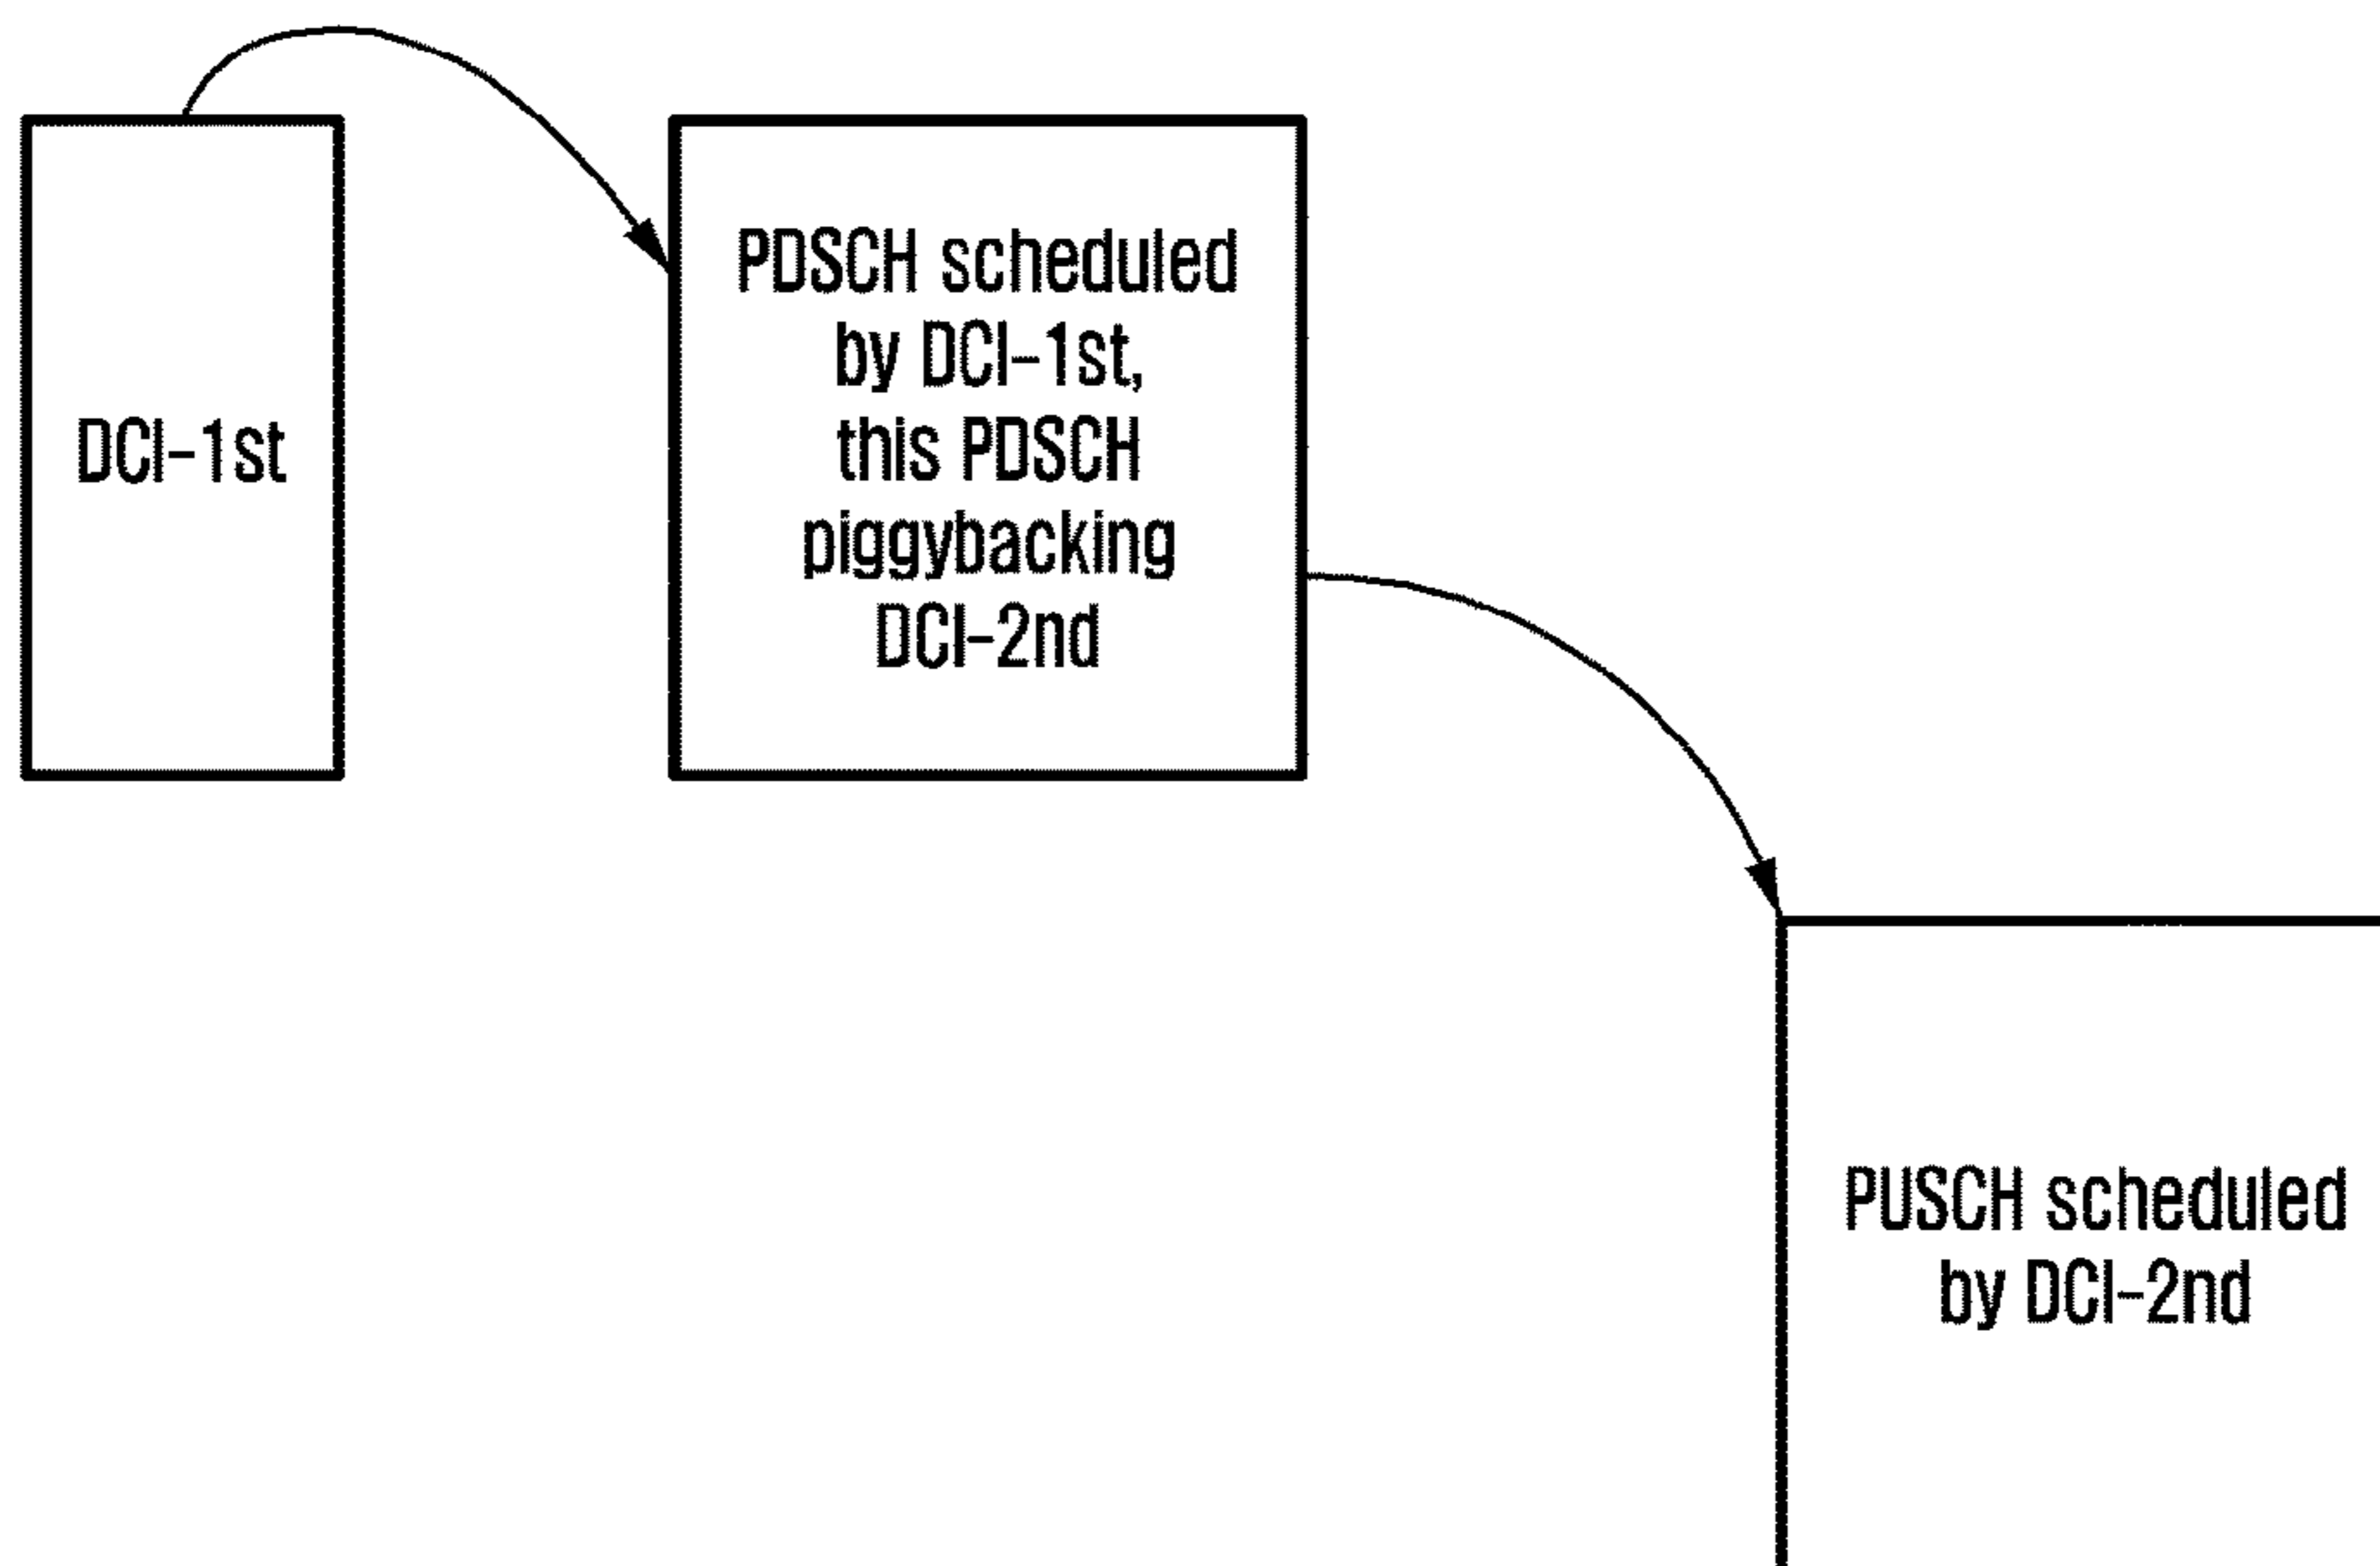 DCI-1st
PDSCH scheduled
by DCI-1st,
this PDSCH
piggybacking
DCI-2nd
PUSCH scheduled
by DCI-2nd